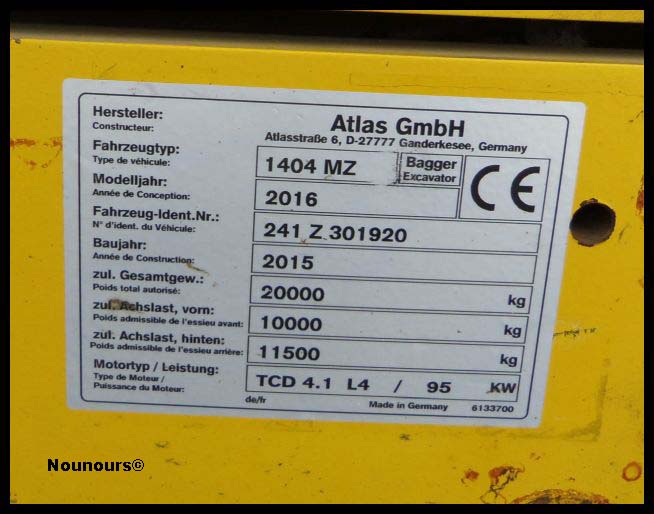 Hersteller: Atlas GmbH
Constructeur: Atlasstraße 6, D-27777 Ganderkesee, Germany
Fahrzeugtyp: 1404 MZ Bagger
Type de véhicule: Excavator
CE
Modelljahr: 2016
Année de Conception:
Fahrzeug-Ident.Nr.: 241 Z 301920
N° d'ident. du Véhicule:
Baujahr: 2015
Année de Construction:
zul. Gesamtgew.: 20000 kg
Poids total autorisé:
zul. Achslast, vorn: 10000 kg
Poids admissible de l'essieu avant:
zul. Achslast, hinten: 11500 kg
Poids admissible de l'essieu arrière:
Motortyp / Leistung: TCD 4.1 L4 / 95 KW
Type de Moteur /
Puissance du Moteur:
de/fr Made in Germany 6133700
Nounours©